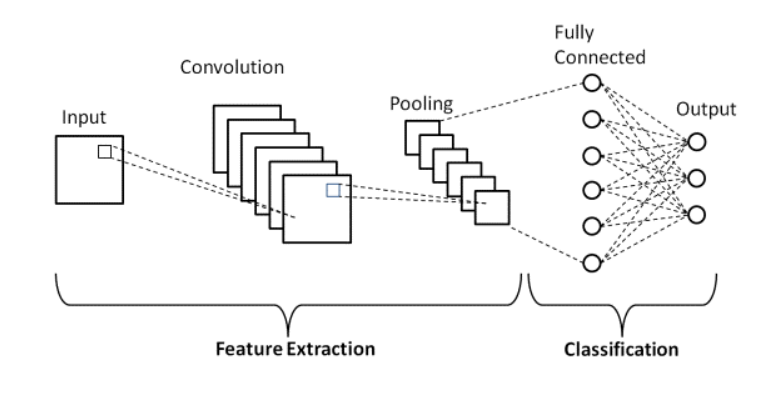 Input
Convolution
Pooling
Fully
Connected
Output
Feature Extraction
Classification